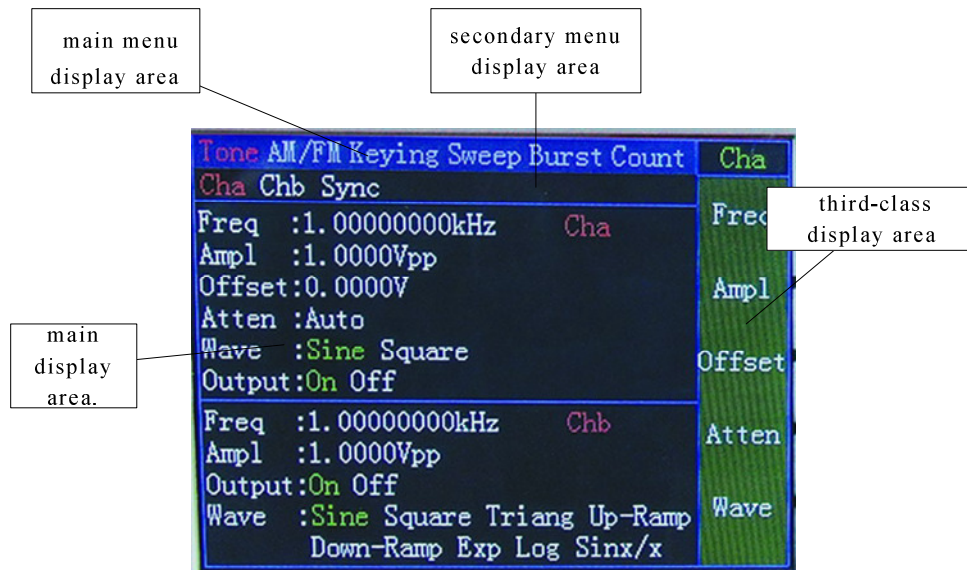 main menu
display area
secondary menu
display area
Tone AM/FM Keying Sweep Burst Count
Cha
Cha Chb Sync
Freq :1.00000000kHz Cha
Ampl :1.0000Vpp
Offset:0.0000V
Atten :Auto
Wave :Sine Square
Output:On Off
Freq :1.00000000kHz Chb
Ampl :1.0000Vpp
Output:On Off
Wave :Sine Square Triang Up-Ramp
Down-Ramp Exp Log Sinx/x
Freq
Ampl
Offset
Atten
Wave
third-class
display area
main
display
area.